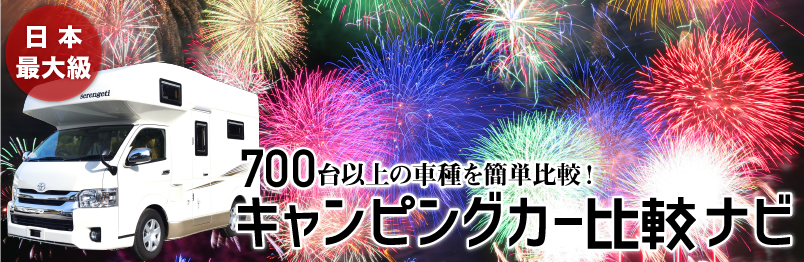 日本
最大級
serengeti
700台以上の車種を簡単比較！
キャンピングカー比較ナビ